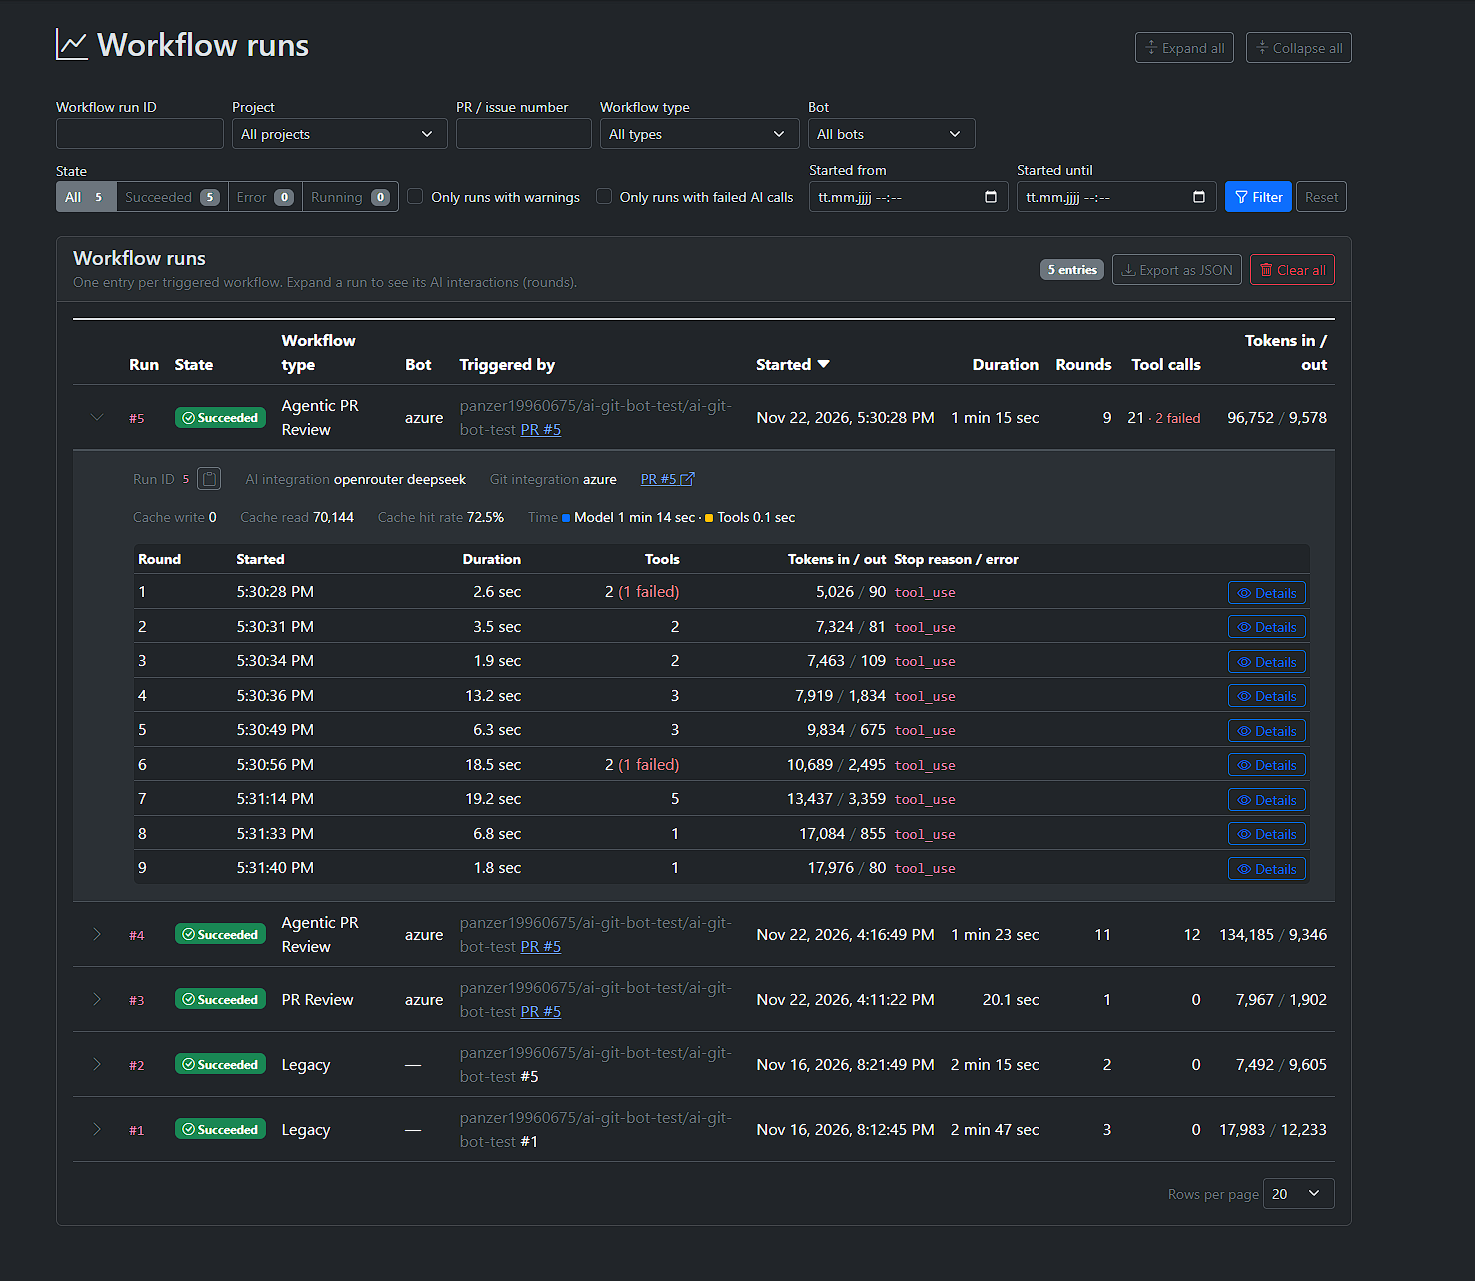 Workflow runs
Expand all
Collapse all
Workflow run ID
Project
PR / issue number
Workflow type
Bot
All projects
All types
All bots
State
Started from
Started until
All 5
Succeeded 5
Error 0
Running 0
Only runs with warnings
Only runs with failed AI calls
tt.mm.jjjj --:--
tt.mm.jjjj --:--
Filter
Reset
Workflow runs
One entry per triggered workflow. Expand a run to see its AI interactions (rounds).
5 entries
Export as JSON
Clear all
Run State Workflow type Bot Triggered by Started Duration Rounds Tool calls Tokens in / out
#5 Succeeded Agentic PR Review azure panzer19960675/ai-git-bot-test/ai-git-
bot-test PR #5 Nov 22, 2026, 5:30:28 PM 1 min 15 sec 9 21 · 2 failed 96,752 / 9,578
Run ID 5 AI integration openrouter deepseek Git integration azure PR #5
Cache write 0 Cache read 70,144 Cache hit rate 72.5% Time Model 1 min 14 sec · Tools 0.1 sec
Round Started Duration Tools Tokens in / out Stop reason / error
1 5:30:28 PM 2.6 sec 2 (1 failed) 5,026 / 90 tool_use Details
2 5:30:31 PM 3.5 sec 2 7,324 / 81 tool_use Details
3 5:30:34 PM 1.9 sec 2 7,463 / 109 tool_use Details
4 5:30:36 PM 13.2 sec 3 7,919 / 1,834 tool_use Details
5 5:30:49 PM 6.3 sec 3 9,834 / 675 tool_use Details
6 5:30:56 PM 18.5 sec 2 (1 failed) 10,689 / 2,495 tool_use Details
7 5:31:14 PM 19.2 sec 5 13,437 / 3,359 tool_use Details
8 5:31:33 PM 6.8 sec 1 17,084 / 855 tool_use Details
9 5:31:40 PM 1.8 sec 1 17,976 / 80 tool_use Details
#4 Succeeded Agentic PR Review azure panzer19960675/ai-git-bot-test/ai-git-
bot-test PR #5 Nov 22, 2026, 4:16:49 PM 1 min 23 sec 11 12 134,185 / 9,346
#3 Succeeded PR Review azure panzer19960675/ai-git-bot-test/ai-git-
bot-test PR #5 Nov 22, 2026, 4:11:22 PM 20.1 sec 1 0 7,967 / 1,902
#2 Succeeded Legacy — panzer19960675/ai-git-bot-test/ai-git-
bot-test #5 Nov 16, 2026, 8:21:49 PM 2 min 15 sec 2 0 7,492 / 9,605
#1 Succeeded Legacy — panzer19960675/ai-git-bot-test/ai-git-
bot-test #1 Nov 16, 2026, 8:12:45 PM 2 min 47 sec 3 0 17,983 / 12,233
Rows per page 20